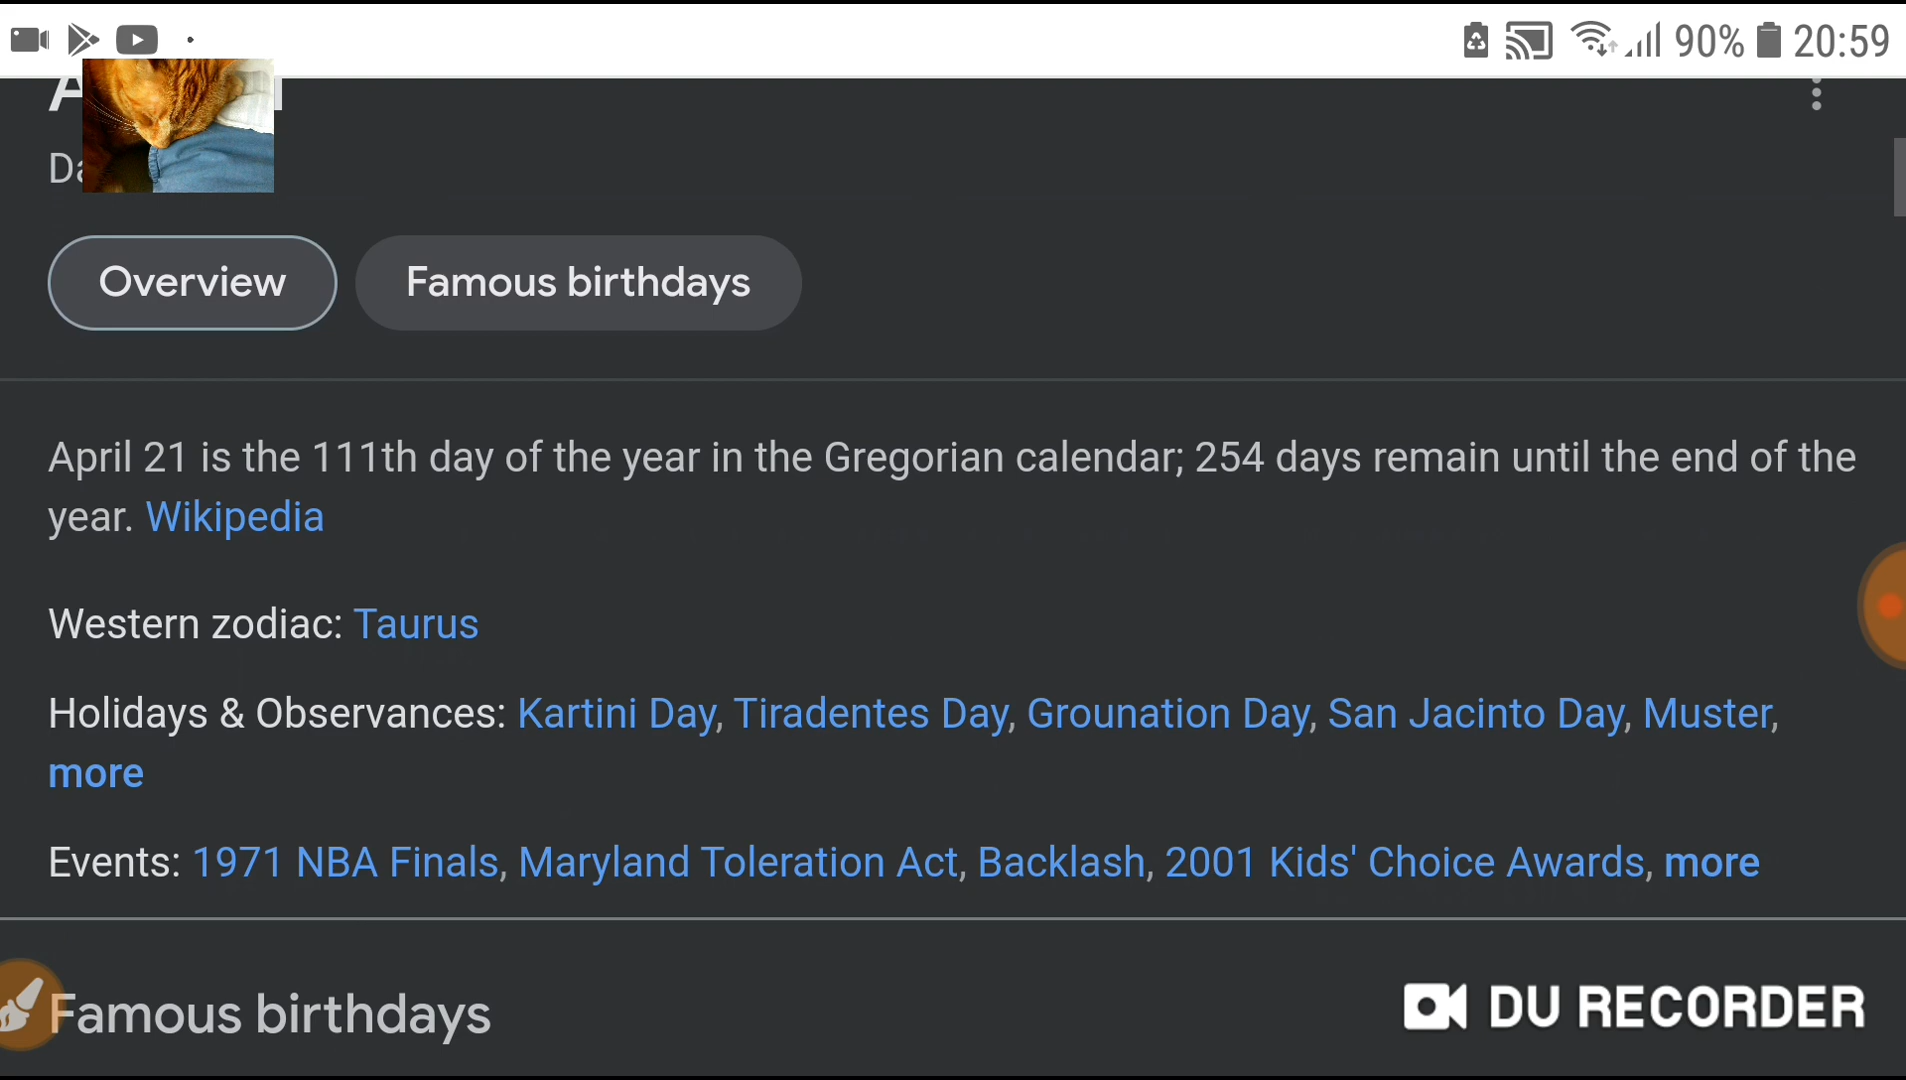 90% 20:59
Overview Famous birthdays
April 21 is the 111th day of the year in the Gregorian calendar; 254 days remain until the end of the
year. Wikipedia
Western zodiac: Taurus
Holidays & Observances: Kartini Day, Tiradentes Day, Grounation Day, San Jacinto Day, Muster,
more
Events: 1971 NBA Finals, Maryland Toleration Act, Backlash, 2001 Kids' Choice Awards, more
Famous birthdays
DU RECORDER